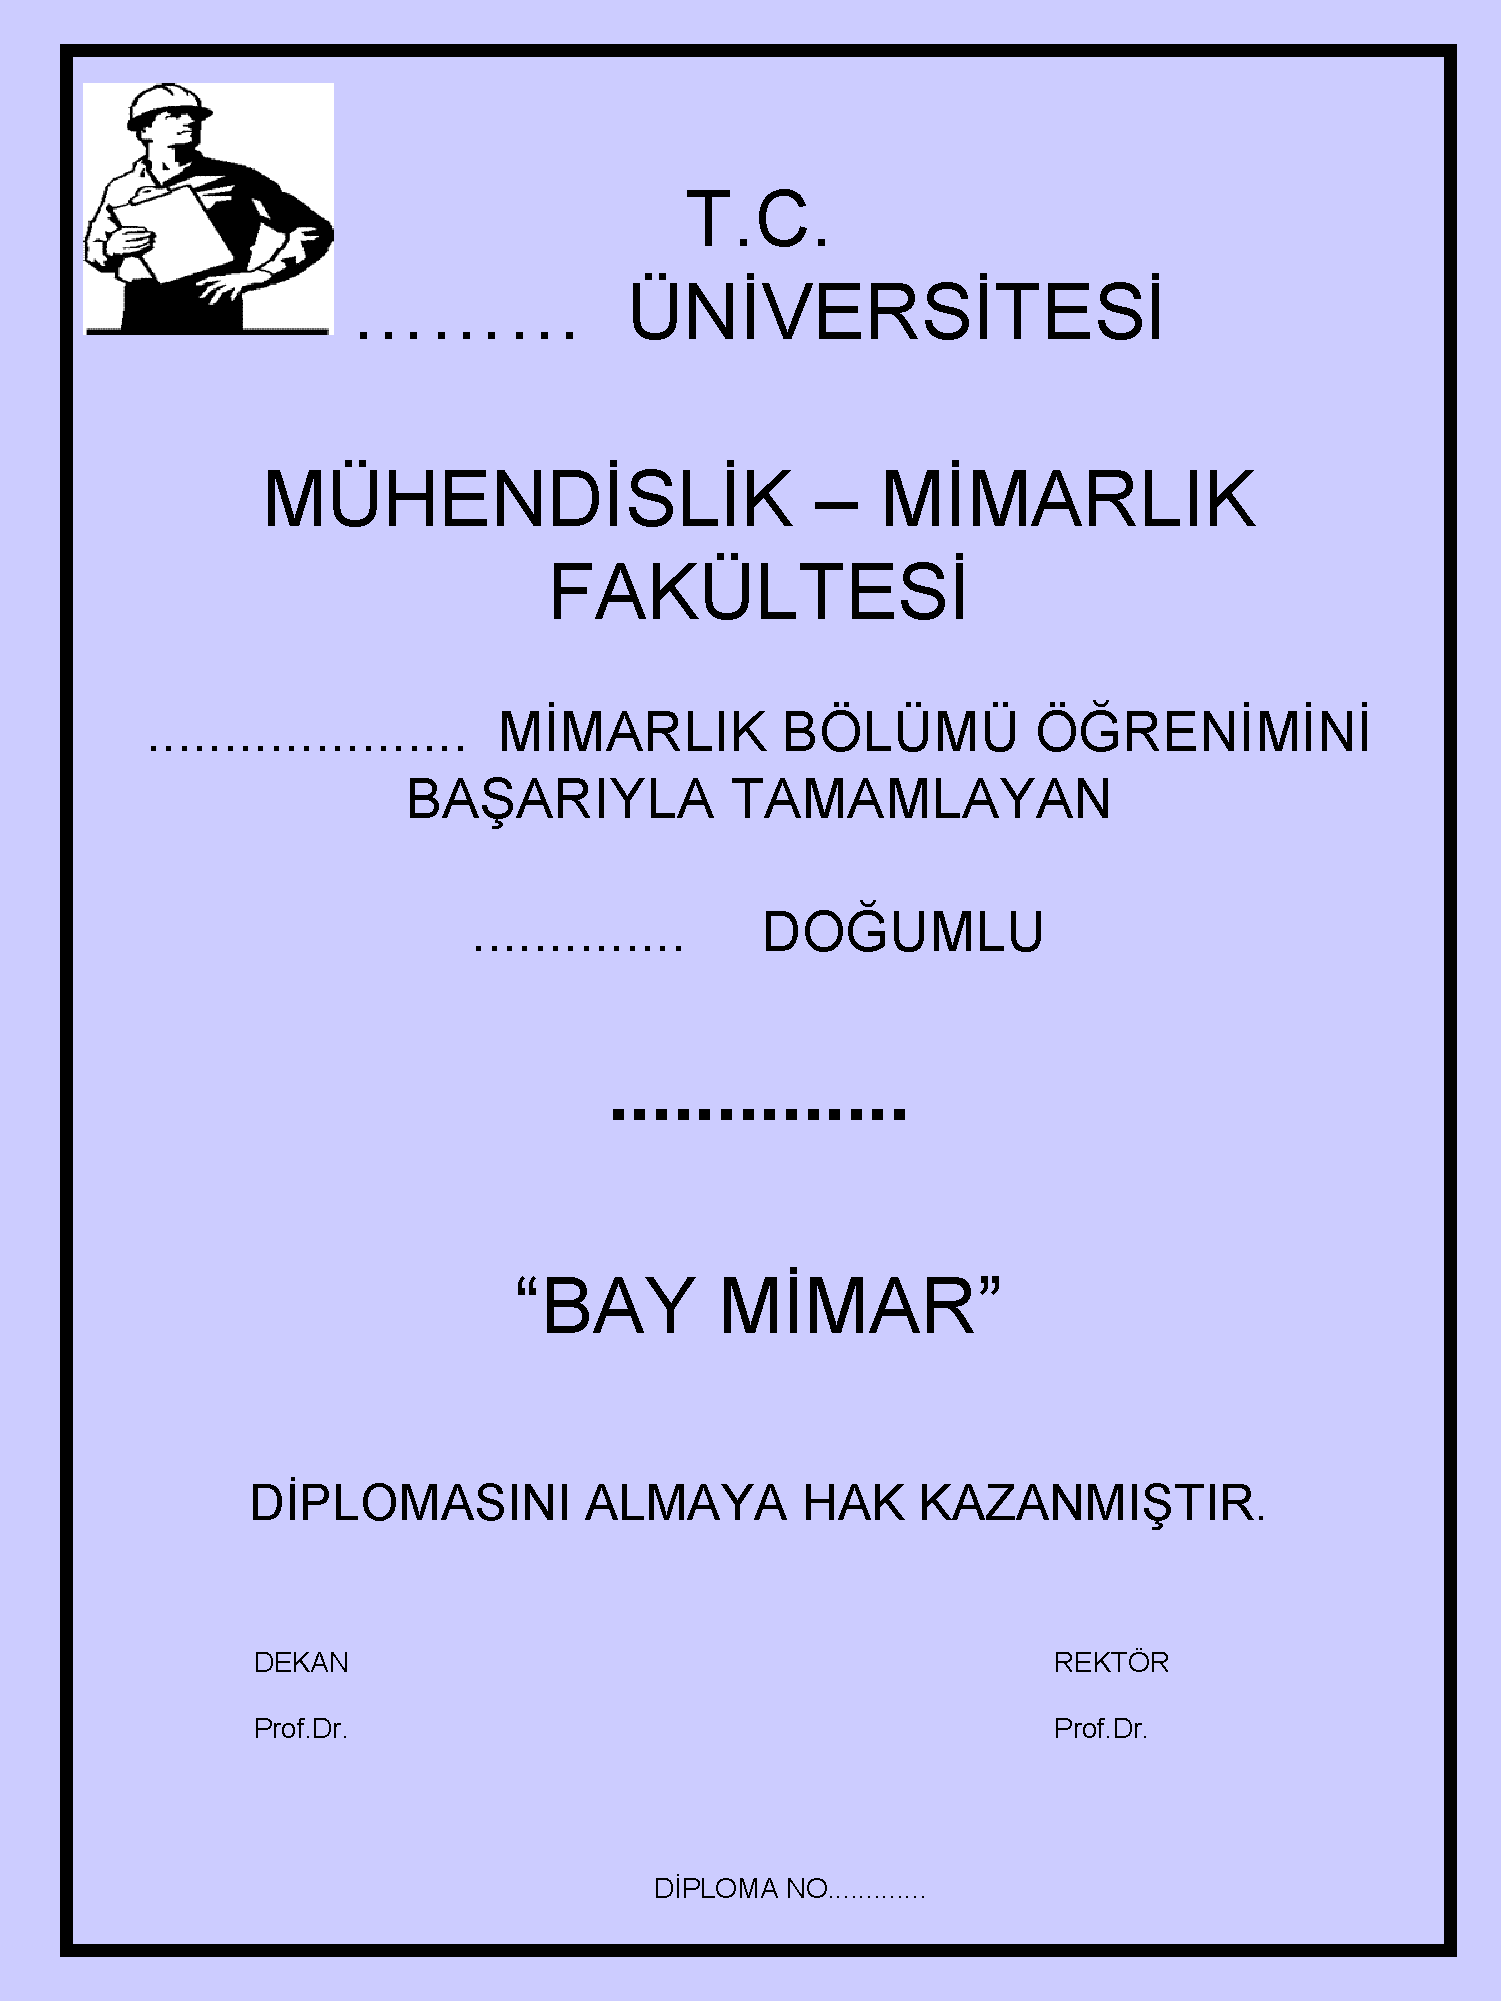 T.C.
……… ÜNİVERSİTESİ
MÜHENDİSLİK – MİMARLIK
FAKÜLTESİ
..................... MİMARLIK BÖLÜMÜ ÖĞRENİMİNİ
BAŞARIYLA TAMAMLAYAN
.............. DOĞUMLU
..............
“BAY MİMAR”
DİPLOMASINI ALMAYA HAK KAZANMIŞTIR.
DEKAN REKTÖR
Prof.Dr. Prof.Dr.
DİPLOMA NO.............